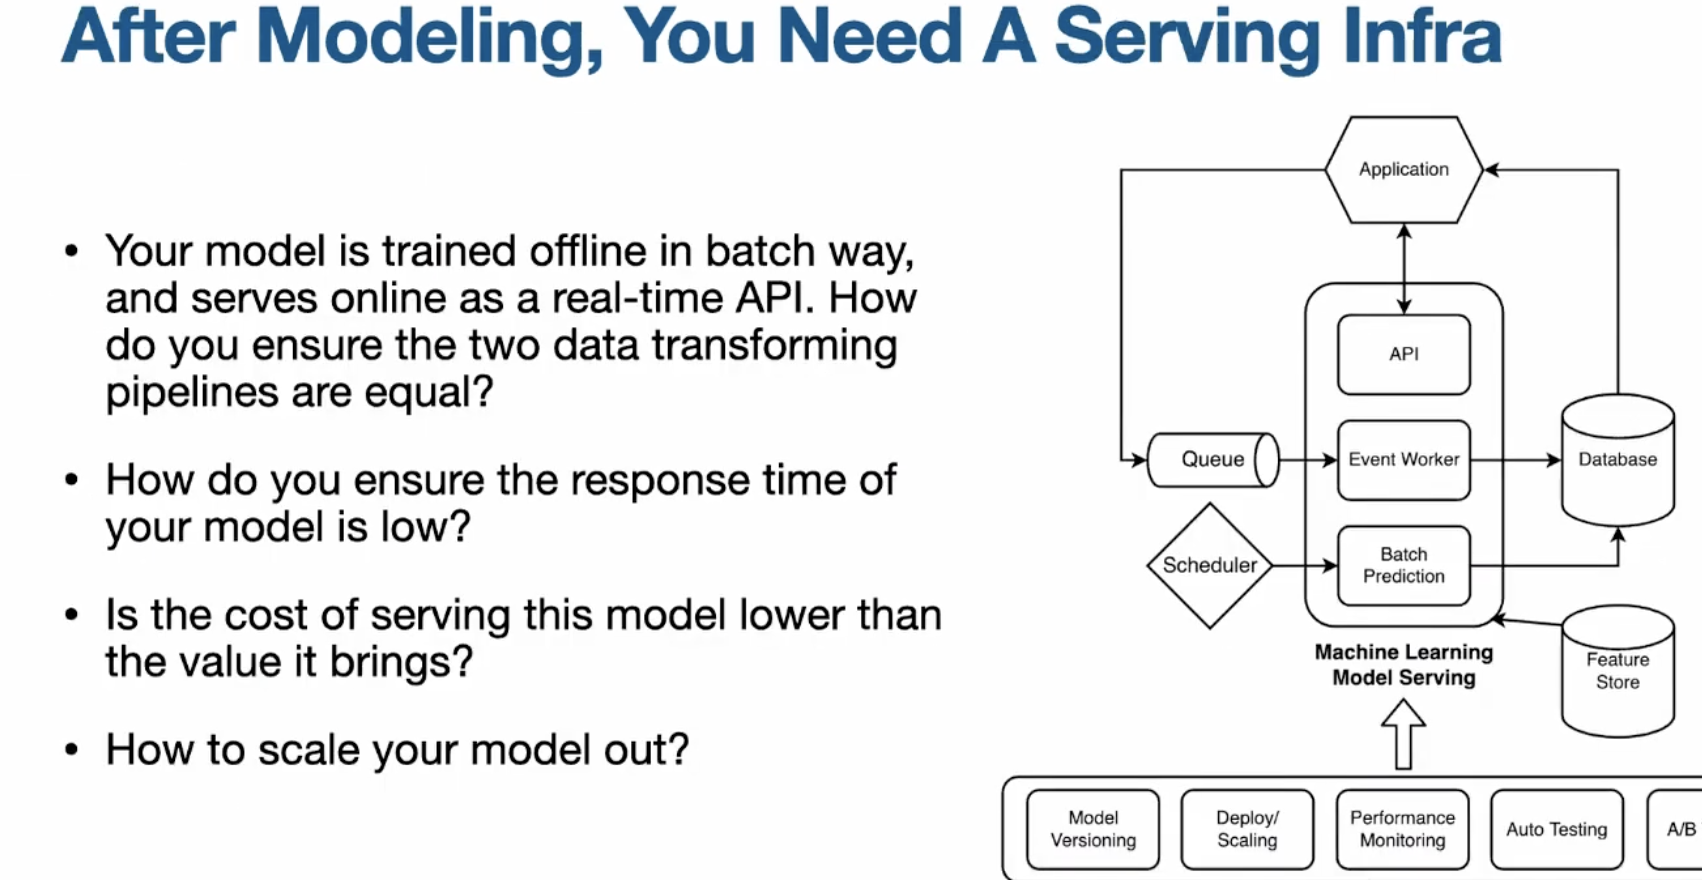 After Modeling, You Need A Serving Infra
• Your model is trained offline in batch way,
and serves online as a real-time API. How
do you ensure the two data transforming
pipelines are equal?
• How do you ensure the response time of
your model is low?
• Is the cost of serving this model lower than
the value it brings?
• How to scale your model out?
Application
API
Queue
Event Worker
Database
Scheduler
Batch
Prediction
Machine Learning
Model Serving
Feature
Store
Model
Versioning
Deploy/
Scaling
Performance
Monitoring
Auto Testing
A/B